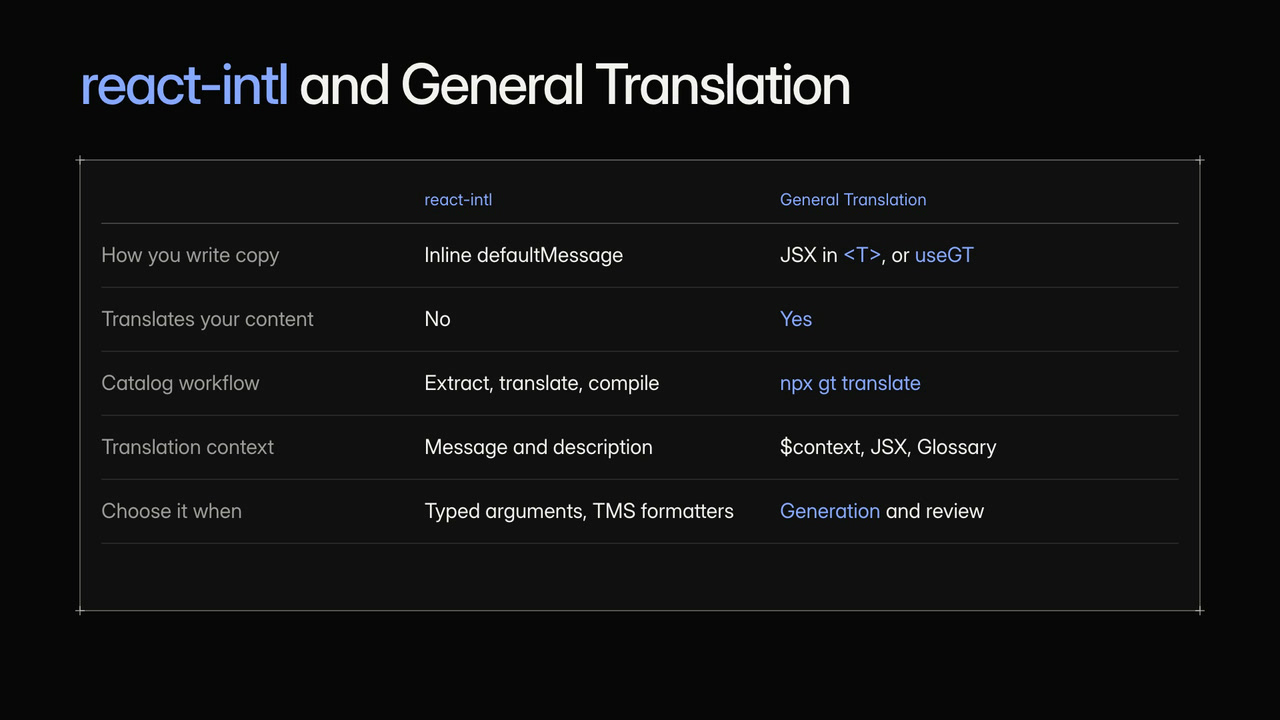 react-intl and General Translation
react-intl General Translation
How you write copy Inline defaultMessage JSX in <T>, or useGT
Translates your content No Yes
Catalog workflow Extract, translate, compile npx gt translate
Translation context Message and description $context, JSX, Glossary
Choose it when Typed arguments, TMS formatters Generation and review